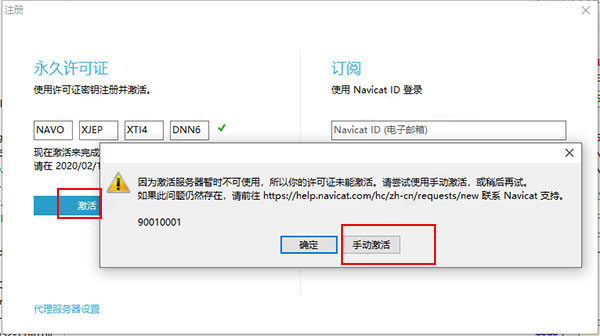 注册
永久许可证
订阅
使用许可证密钥注册并激活。
使用 Navicat ID 登录
NAVO XJEP XTI4 DNN6
Navicat ID (电子邮箱)
现在激活来完成
请在 2020/02/1
因为激活服务器暂时不可使用，所以你的许可证未能激活。请尝试使用手动激活，或稍后再试。
如果此问题仍然存在，请前往 https://help.navicat.com/hc/zh-cn/requests/new 联系 Navicat 支持。
激活
90010001
确定
手动激活
代理服务器设置